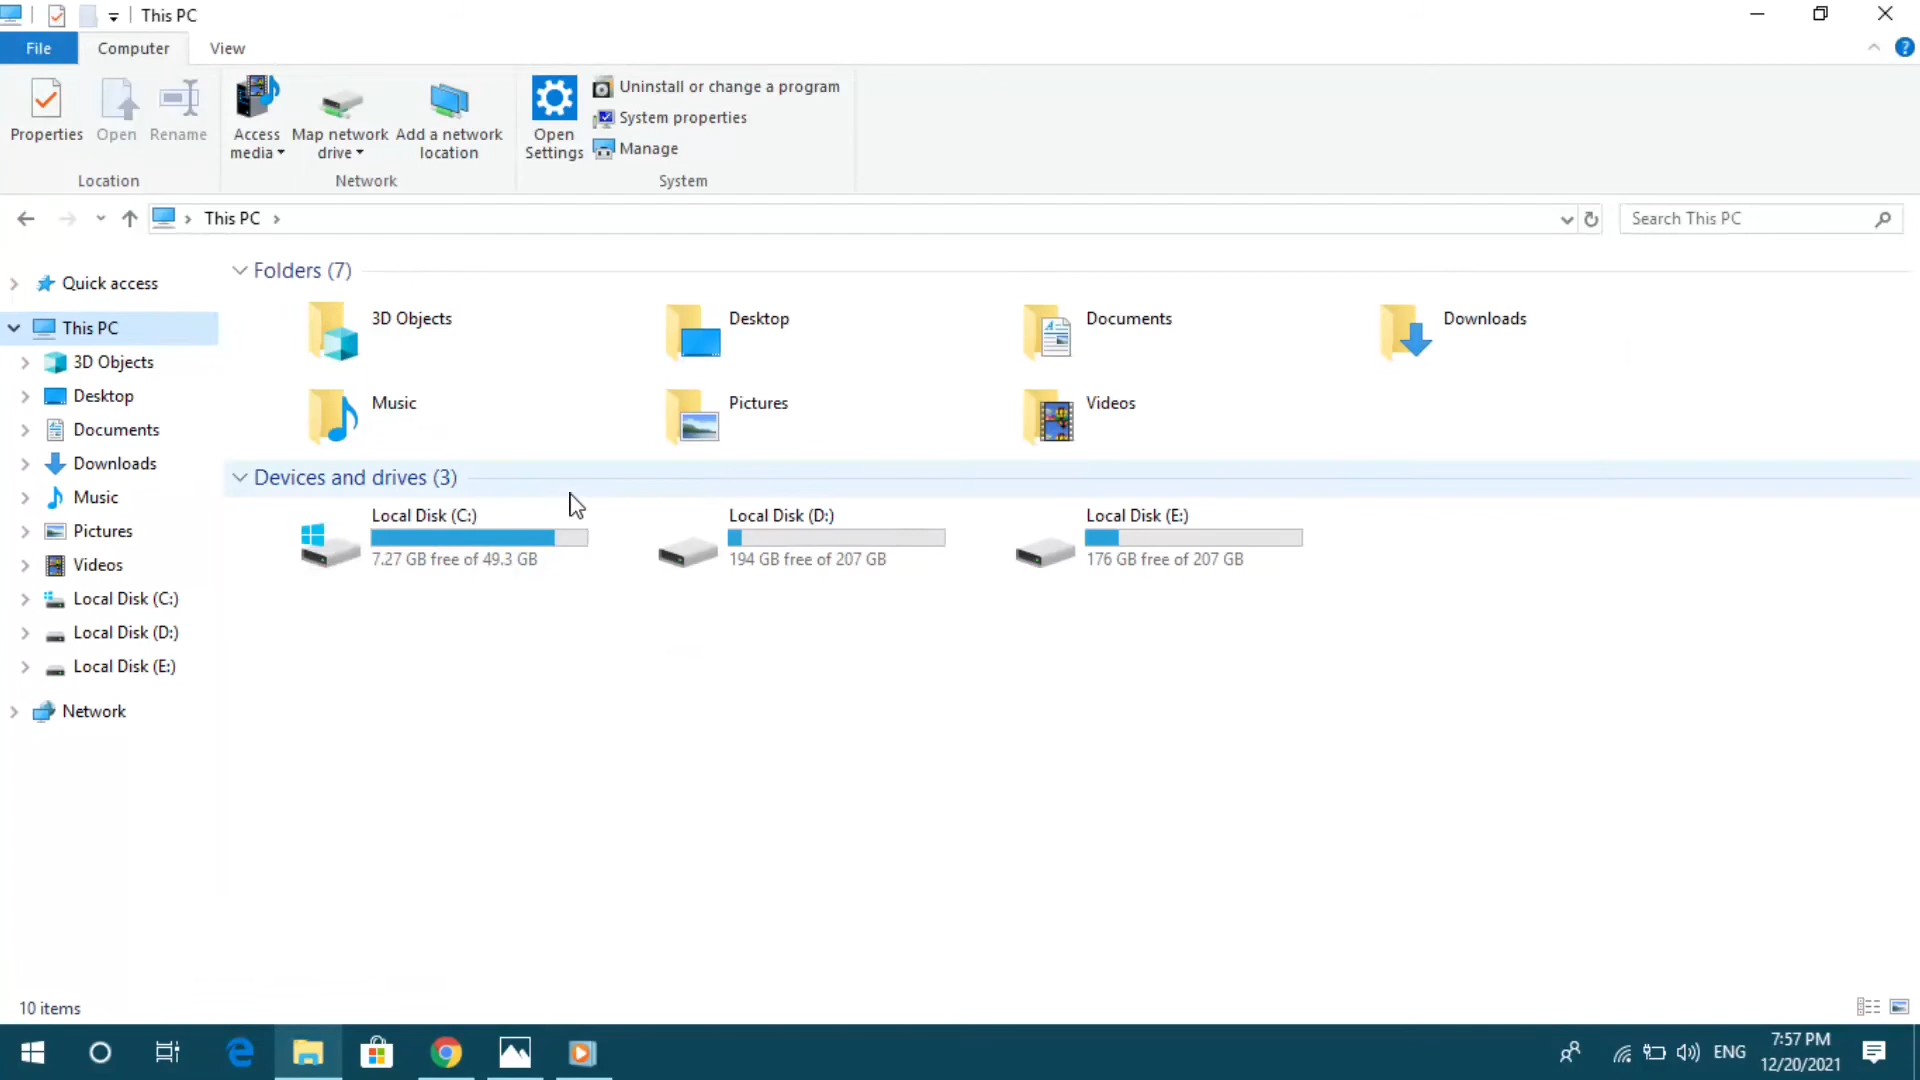 This PC
File Computer View
Uninstall or change a program
System properties
Manage
Properties Open Rename Access media Map network drive Add a network location Open Settings
Location Network System
This PC
Search This PC
Quick access
This PC
3D Objects
Desktop
Documents
Downloads
Music
Pictures
Videos
Local Disk (C:)
Local Disk (D:)
Local Disk (E:)
Network
Folders (7)
3D Objects Desktop Documents Downloads
Music Pictures Videos
Devices and drives (3)
Local Disk (C:) Local Disk (D:) Local Disk (E:)
7.27 GB free of 49.3 GB 194 GB free of 207 GB 176 GB free of 207 GB
10 items
ENG
7:57 PM
12/20/2021